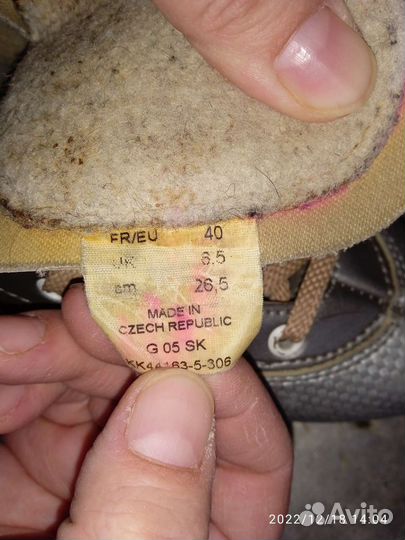 FR/EU 40
UK 6.5
cm 26,5
MADE IN
CZECH REPUBLIC
G 05 SK
KK44163-5-306
2022/12/18 14:04
Avito